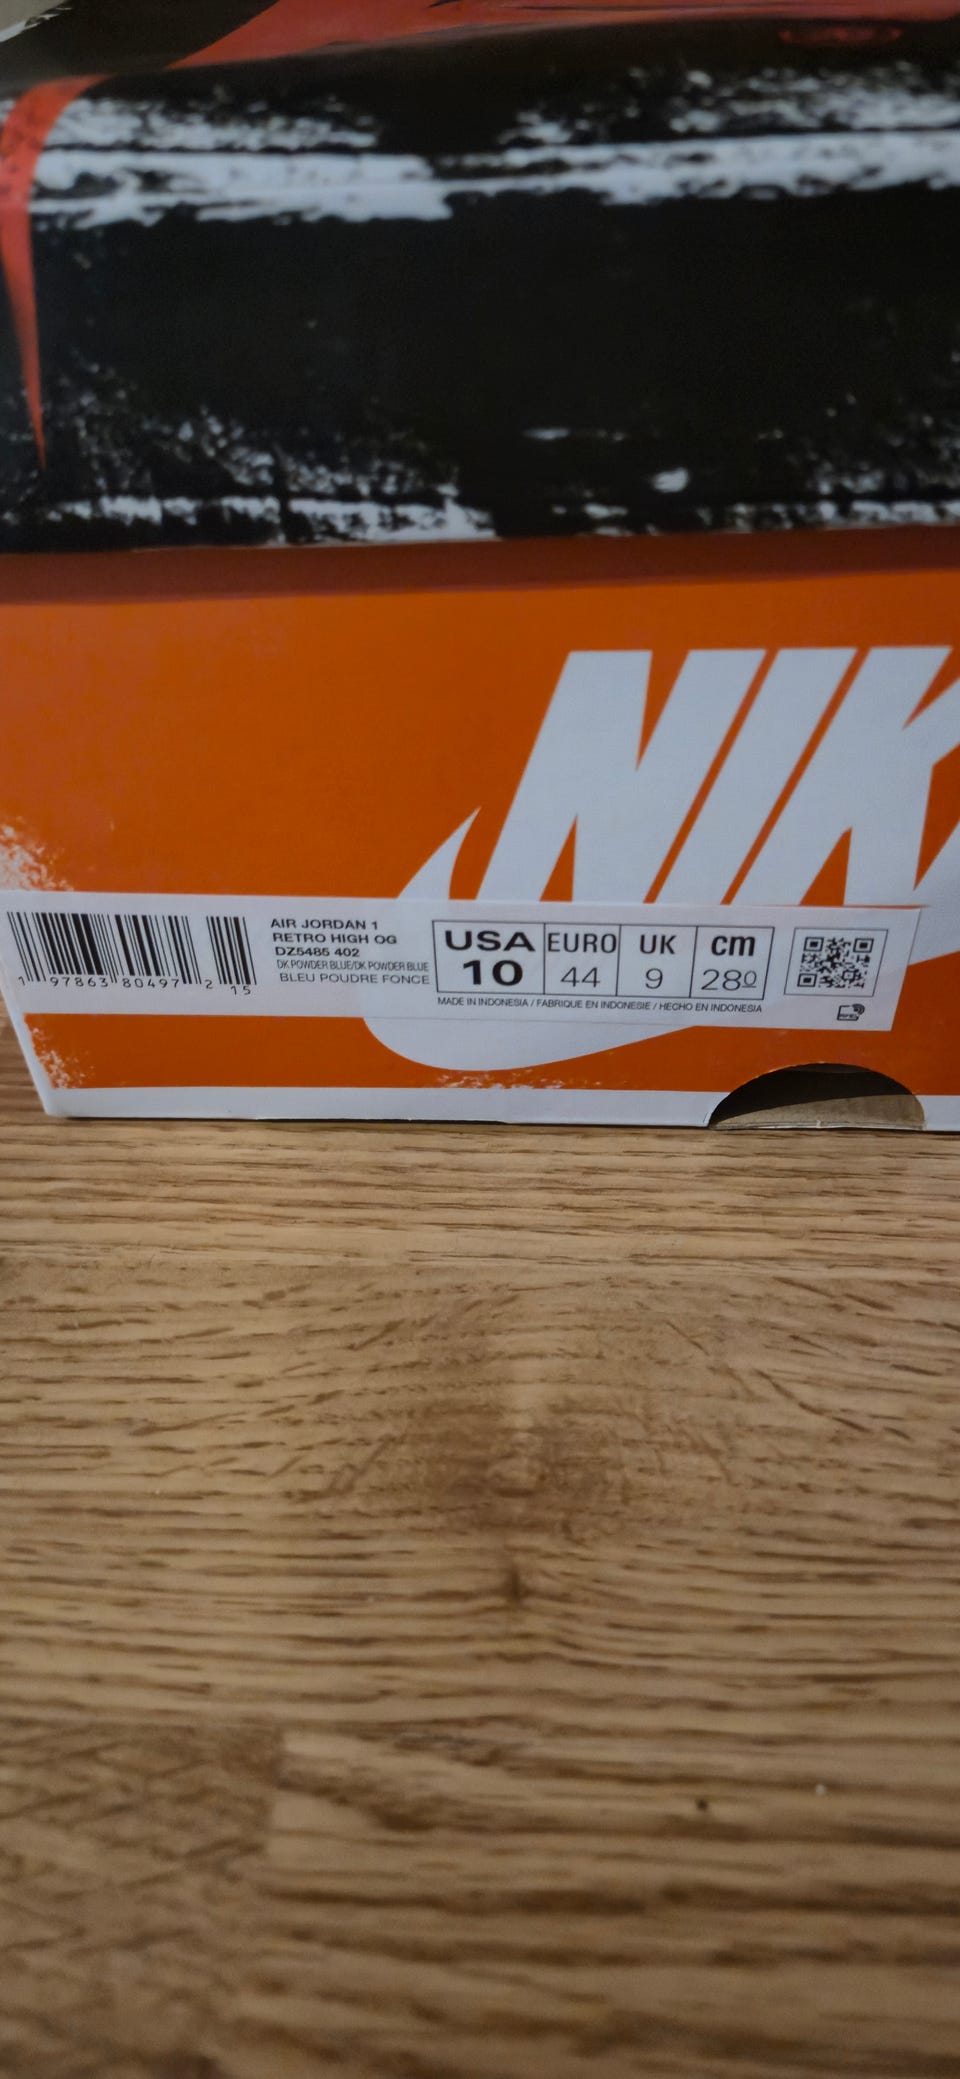 NIK
AIR JORDAN 1
RETRO HIGH OG
DZ5485 402
DK POWDER BLUE/DK POWDER BLUE
BLEU POUDRE FONCE
1 97863 80497 2 15
USA EURO UK cm
10 44 9 280
MADE IN INDONESIA / FABRIQUE EN INDONESIE / HECHO EN INDONESIA